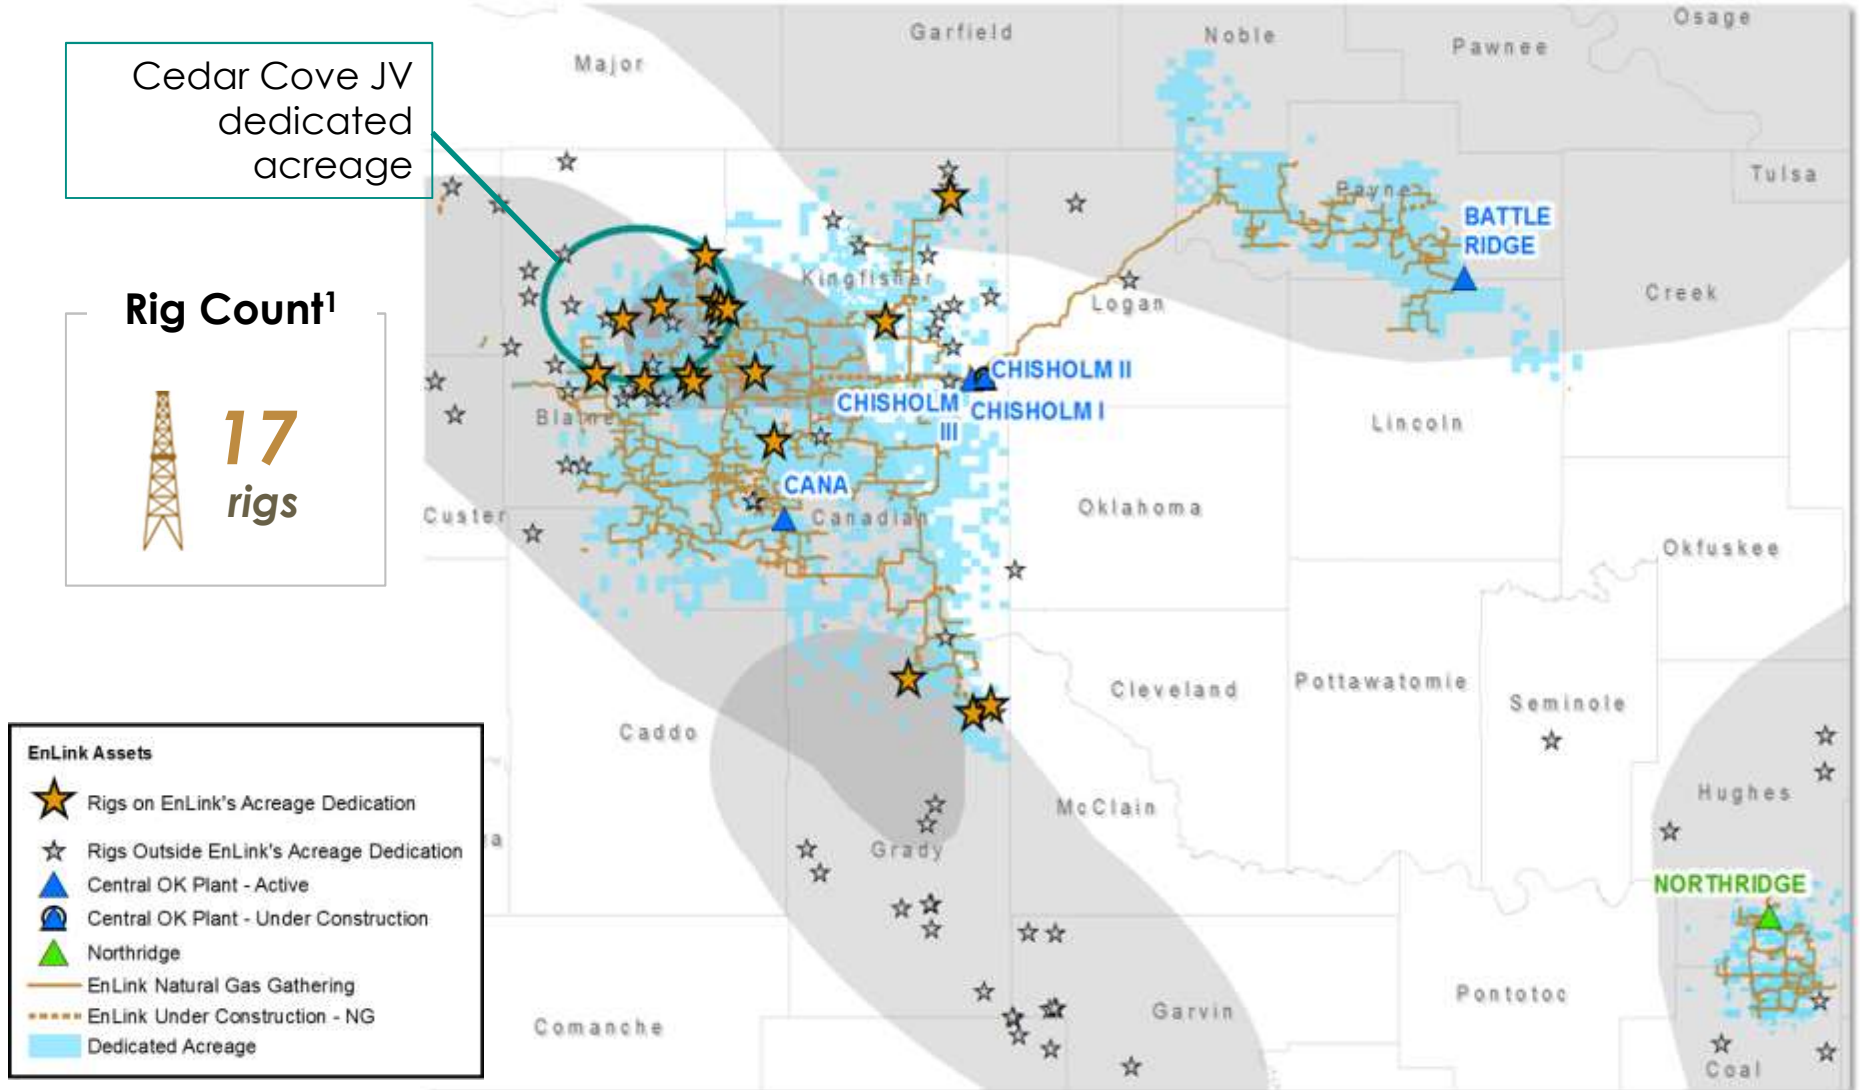 Cedar Cove JV
dedicated
acreage
Rig Count1
17
rigs
Major
Garfield
Noble
Pawnee
Osage
Tulsa
Payne
BATTLE
RIDGE
Kingfisher
Logan
Creek
CHISHOLM II
CHISHOLM
III
CHISHOLM I
Blaine
Lincoln
CANA
Custer
Canadian
Oklahoma
Okfuskee
Caddo
Cleveland
Pottawatomie
Seminole
McClain
Hughes
Grady
NORTHRIDGE
Comanche
Garvin
Pontotoc
Coal
EnLink Assets
Rigs on EnLink's Acreage Dedication
Rigs Outside EnLink's Acreage Dedication
Central OK Plant - Active
Central OK Plant - Under Construction
Northridge
EnLink Natural Gas Gathering
EnLink Under Construction - NG
Dedicated Acreage